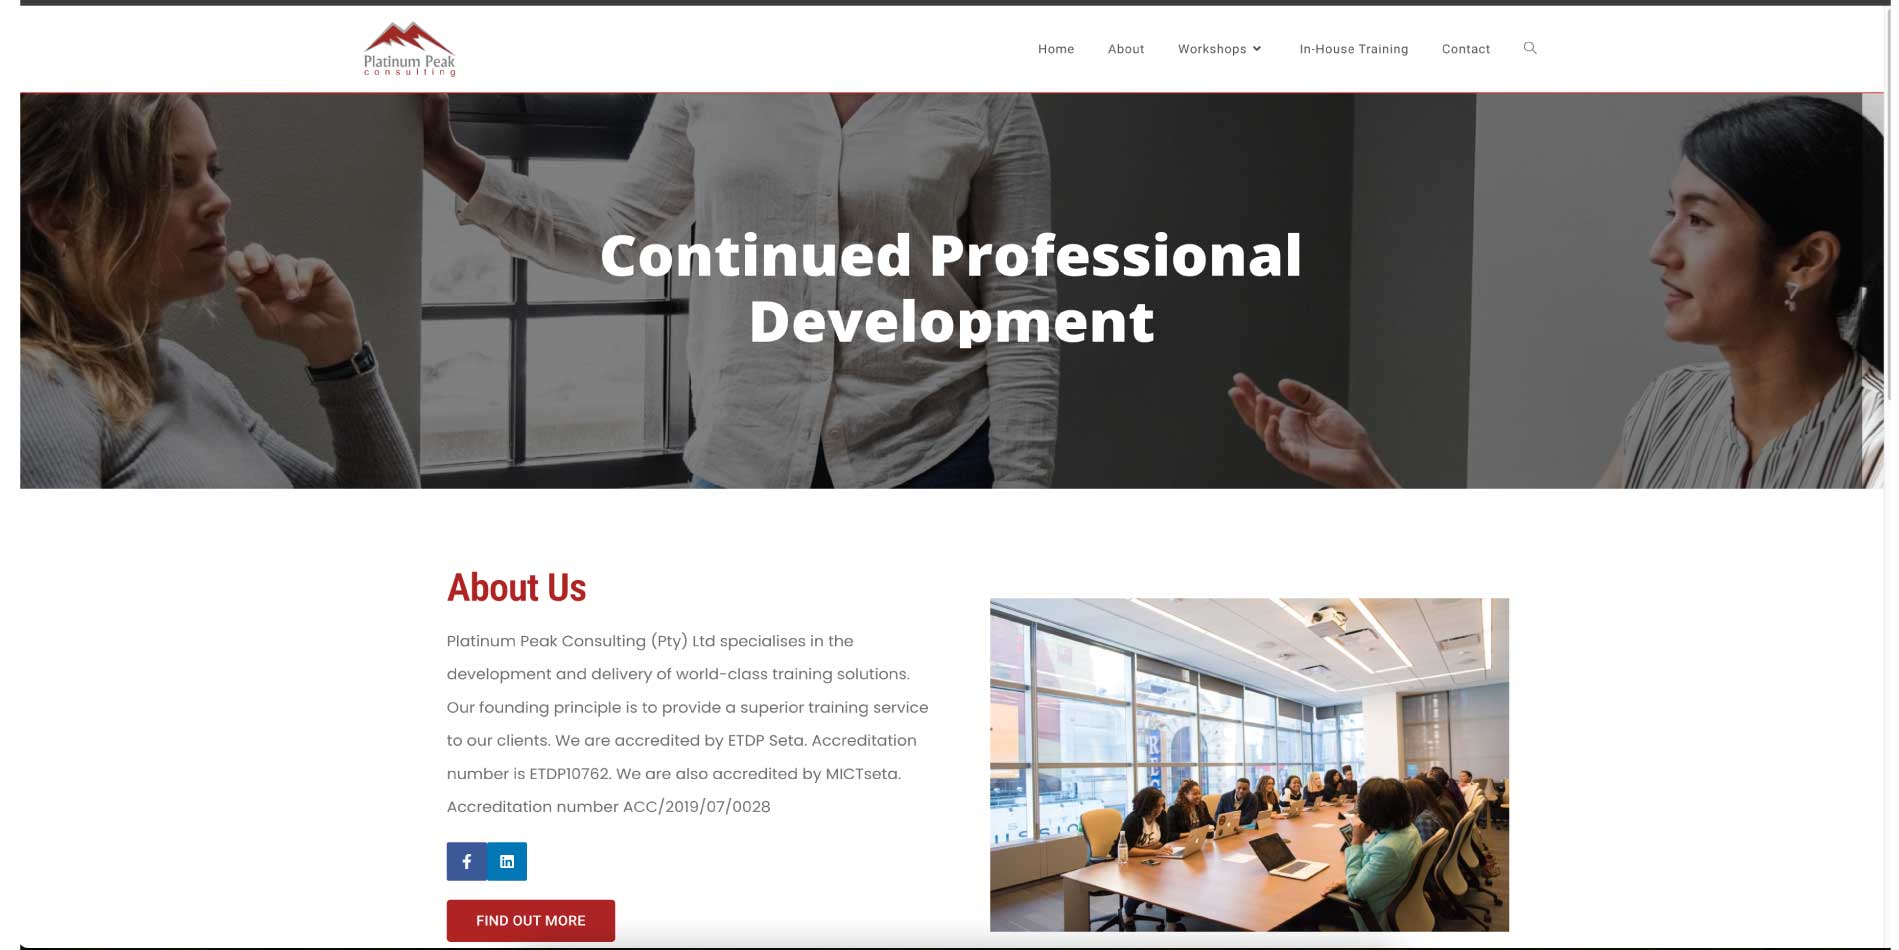 Platinum Peak
consulting
Home About Workshops In-House Training Contact
Continued Professional
Development
About Us
Platinum Peak Consulting (Pty) Ltd specialises in the
development and delivery of world-class training solutions.
Our founding principle is to provide a superior training service
to our clients. We are accredited by ETDP Seta. Accreditation
number is ETDP10762. We are also accredited by MICTseta.
Accreditation number ACC/2019/07/0028
FIND OUT MORE